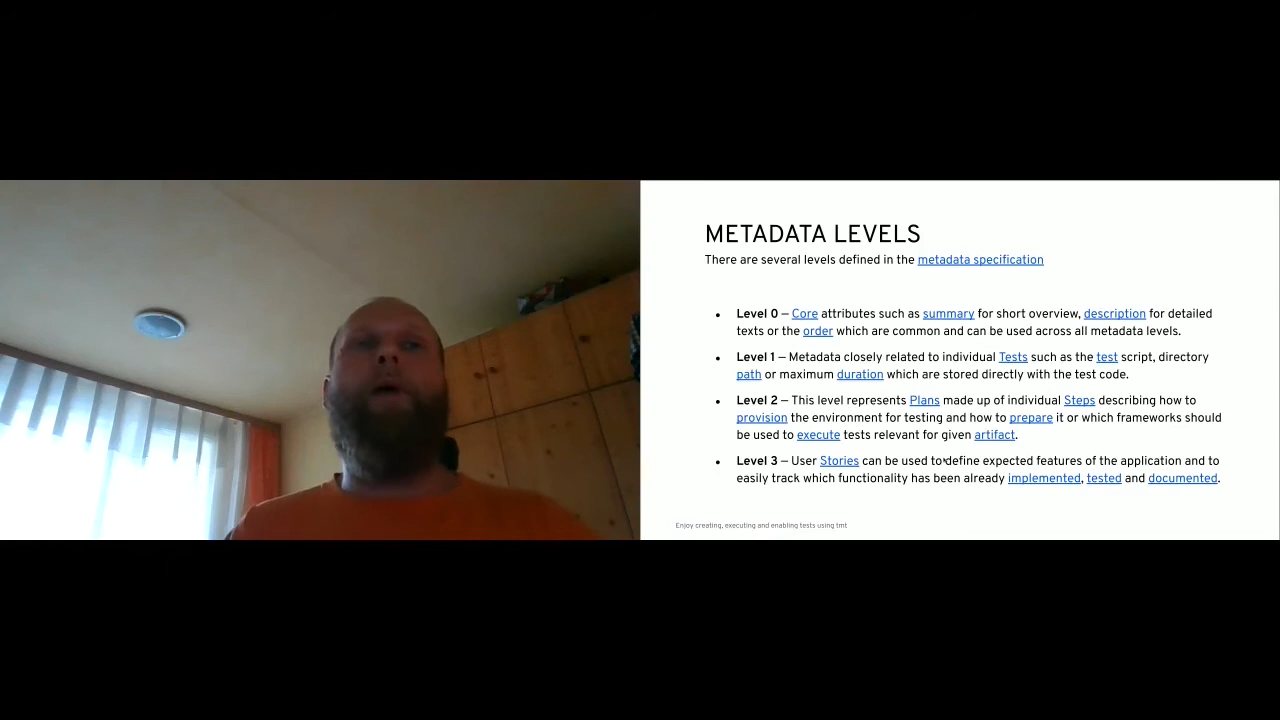 METADATA LEVELS
There are several levels defined in the metadata specification
● Level 0 – Core attributes such as summary for short overview, description for detailed
texts or the order which are common and can be used across all metadata levels.
● Level 1 – Metadata closely related to individual Tests such as the test script, directory
path or maximum duration which are stored directly with the test code.
● Level 2 – This level represents Plans made up of individual Steps describing how to
provision the environment for testing and how to prepare it or which frameworks should
be used to execute tests relevant for given artifact.
● Level 3 – User Stories can be used to define expected features of the application and to
easily track which functionality has been already implemented, tested and documented.
Enjoy creating, executing and enabling tests using tmt